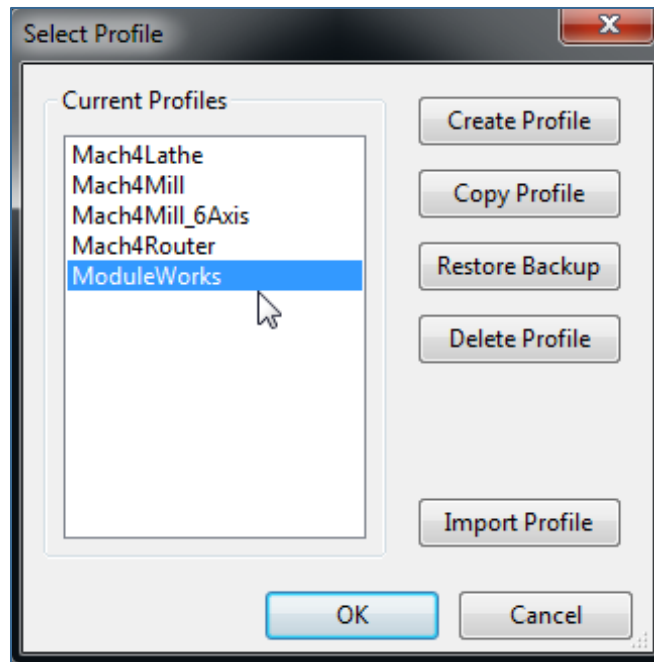 Select Profile
Current Profiles
Mach4Lathe
Mach4Mill
Mach4Mill_6Axis
Mach4Router
ModuleWorks
Create Profile
Copy Profile
Restore Backup
Delete Profile
Import Profile
OK
Cancel